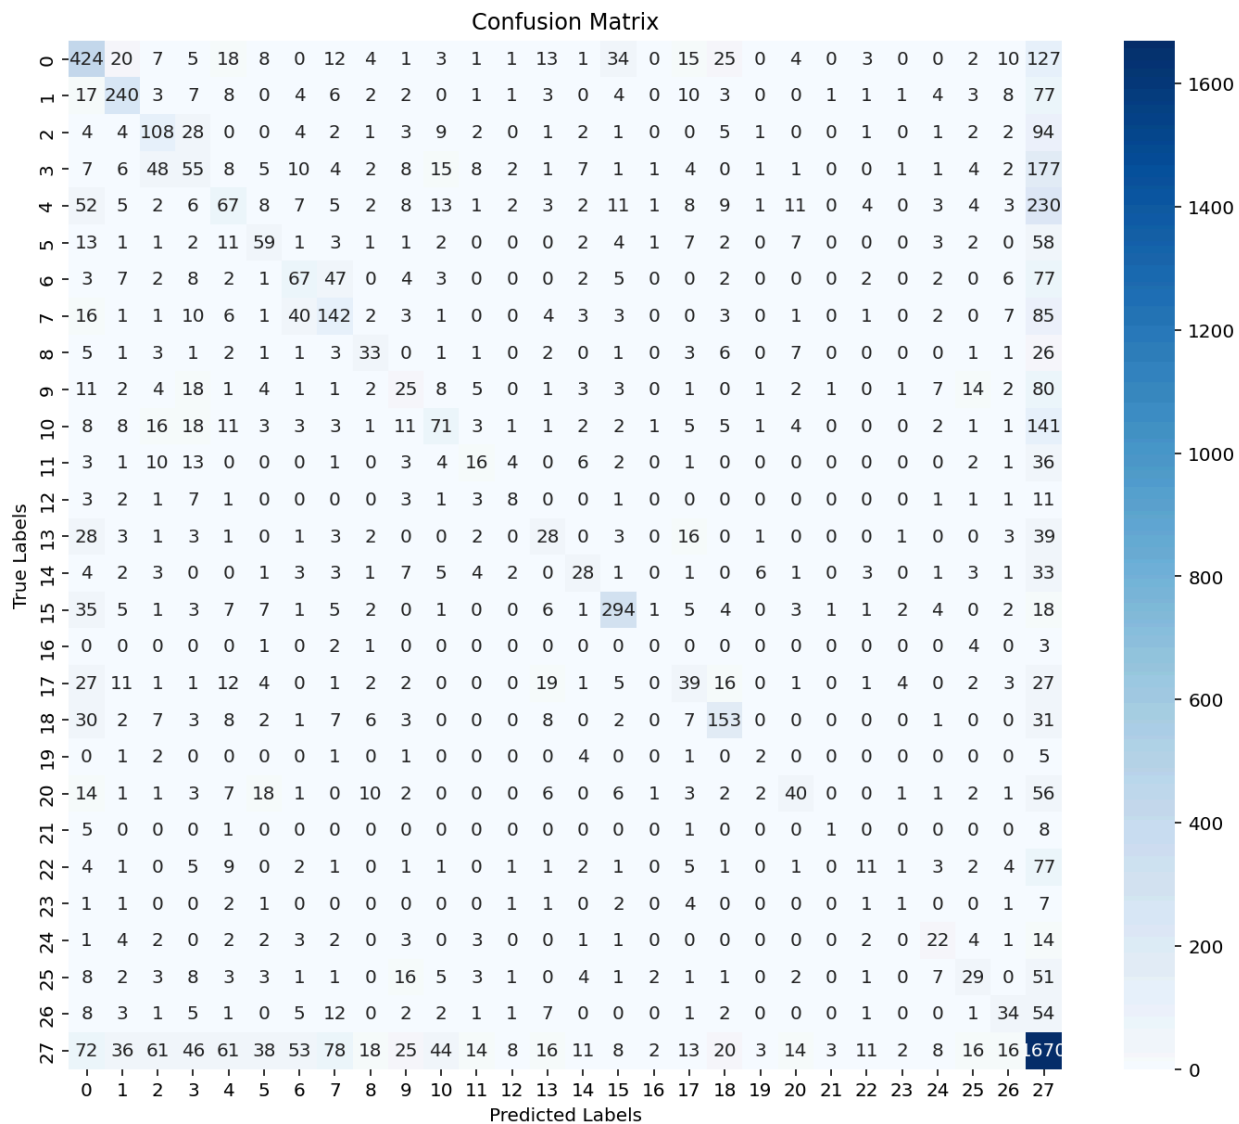 Confusion Matrix
0 424 20 7 5 18 8 0 12 4 1 3 1 1 13 1 34 0 15 25 0 4 0 3 0 0 2 10 127
1 17 240 3 7 8 0 4 6 2 2 0 1 1 3 0 4 0 10 3 0 0 1 1 1 4 3 8 77
2 4 4 108 28 0 0 4 2 1 3 9 2 0 1 2 1 0 0 5 1 0 0 0 0 1 2 2 94
3 7 6 48 55 8 5 10 4 2 8 15 8 2 1 7 1 1 4 0 1 1 0 0 1 1 4 2 177
4 52 5 2 6 67 8 7 5 2 8 13 1 2 3 2 11 1 8 9 1 11 0 4 0 3 4 3 230
5 13 1 1 2 11 59 1 3 1 1 2 0 0 0 2 4 1 7 2 0 7 0 0 0 3 2 0 58
6 3 7 2 8 2 1 67 47 0 4 3 0 0 0 2 5 0 0 2 0 0 0 2 0 2 0 6 77
7 16 1 1 10 6 1 40 142 2 3 1 0 0 4 3 3 0 0 3 0 1 0 1 0 2 0 7 85
8 5 1 3 1 2 1 1 3 33 0 1 1 0 2 0 1 0 3 6 0 7 0 0 0 0 1 1 26
9 11 2 4 18 1 4 1 1 2 25 8 5 0 1 3 3 0 1 0 1 2 1 0 1 7 14 2 80
10 8 8 16 18 11 3 3 3 1 11 71 3 1 1 2 2 1 5 5 1 4 0 0 0 2 1 1 141
11 3 1 10 13 0 0 0 1 0 3 4 16 4 0 6 2 0 1 0 0 0 0 0 0 0 2 1 36
12 3 2 1 7 1 0 0 0 0 3 1 3 8 0 0 1 0 0 0 0 0 0 0 0 1 1 1 11
13 28 3 1 3 1 0 1 3 2 0 0 2 0 28 0 3 0 16 0 1 0 0 0 1 0 0 3 39
14 4 2 3 0 0 1 3 3 1 7 5 4 2 0 28 1 0 1 0 6 1 0 3 0 1 3 1 33
15 35 5 1 3 7 7 1 5 2 0 1 0 0 6 1 294 1 5 4 0 3 1 1 2 4 0 2 18
16 0 0 0 0 0 1 0 2 1 0 0 0 0 0 0 0 0 0 0 0 0 0 0 0 0 4 0 3
17 27 11 1 1 12 4 0 1 2 2 0 0 0 19 1 5 0 39 16 0 1 0 1 4 0 2 3 27
18 30 2 7 3 8 2 1 7 6 3 0 0 0 8 0 2 0 7 153 0 0 0 0 0 1 0 0 31
19 0 1 2 0 0 0 0 1 0 1 0 0 0 0 4 0 0 1 0 2 0 0 0 0 0 0 0 5
20 14 1 1 3 7 18 1 0 10 2 0 0 0 6 0 6 1 3 2 2 40 0 0 1 1 2 1 56
21 5 0 0 0 1 0 0 0 0 0 0 0 0 0 0 0 0 1 0 0 0 1 0 0 0 0 0 8
22 4 1 0 5 9 0 2 1 0 1 1 0 1 1 2 1 0 5 1 0 1 0 11 1 3 2 4 77
23 1 1 0 0 2 1 0 0 0 0 0 0 1 1 0 2 0 4 0 0 0 0 1 1 0 0 1 7
24 1 4 2 0 2 2 3 2 0 3 0 3 0 0 1 1 0 0 0 0 0 0 2 0 22 4 1 14
25 8 2 3 8 3 3 1 1 0 16 5 3 1 0 4 1 2 1 1 0 2 0 1 0 7 29 0 51
26 8 3 1 5 1 0 5 12 0 2 2 1 1 7 0 0 0 1 2 0 0 0 0 0 0 1 34 54
27 72 36 61 46 61 38 53 78 18 25 44 14 8 16 11 8 2 13 20 3 14 3 11 2 8 16 16 1670
0 1 2 3 4 5 6 7 8 9 10 11 12 13 14 15 16 17 18 19 20 21 22 23 24 25 26 27
Predicted Labels
True Labels
1600
1400
1200
1000
800
600
400
200
0